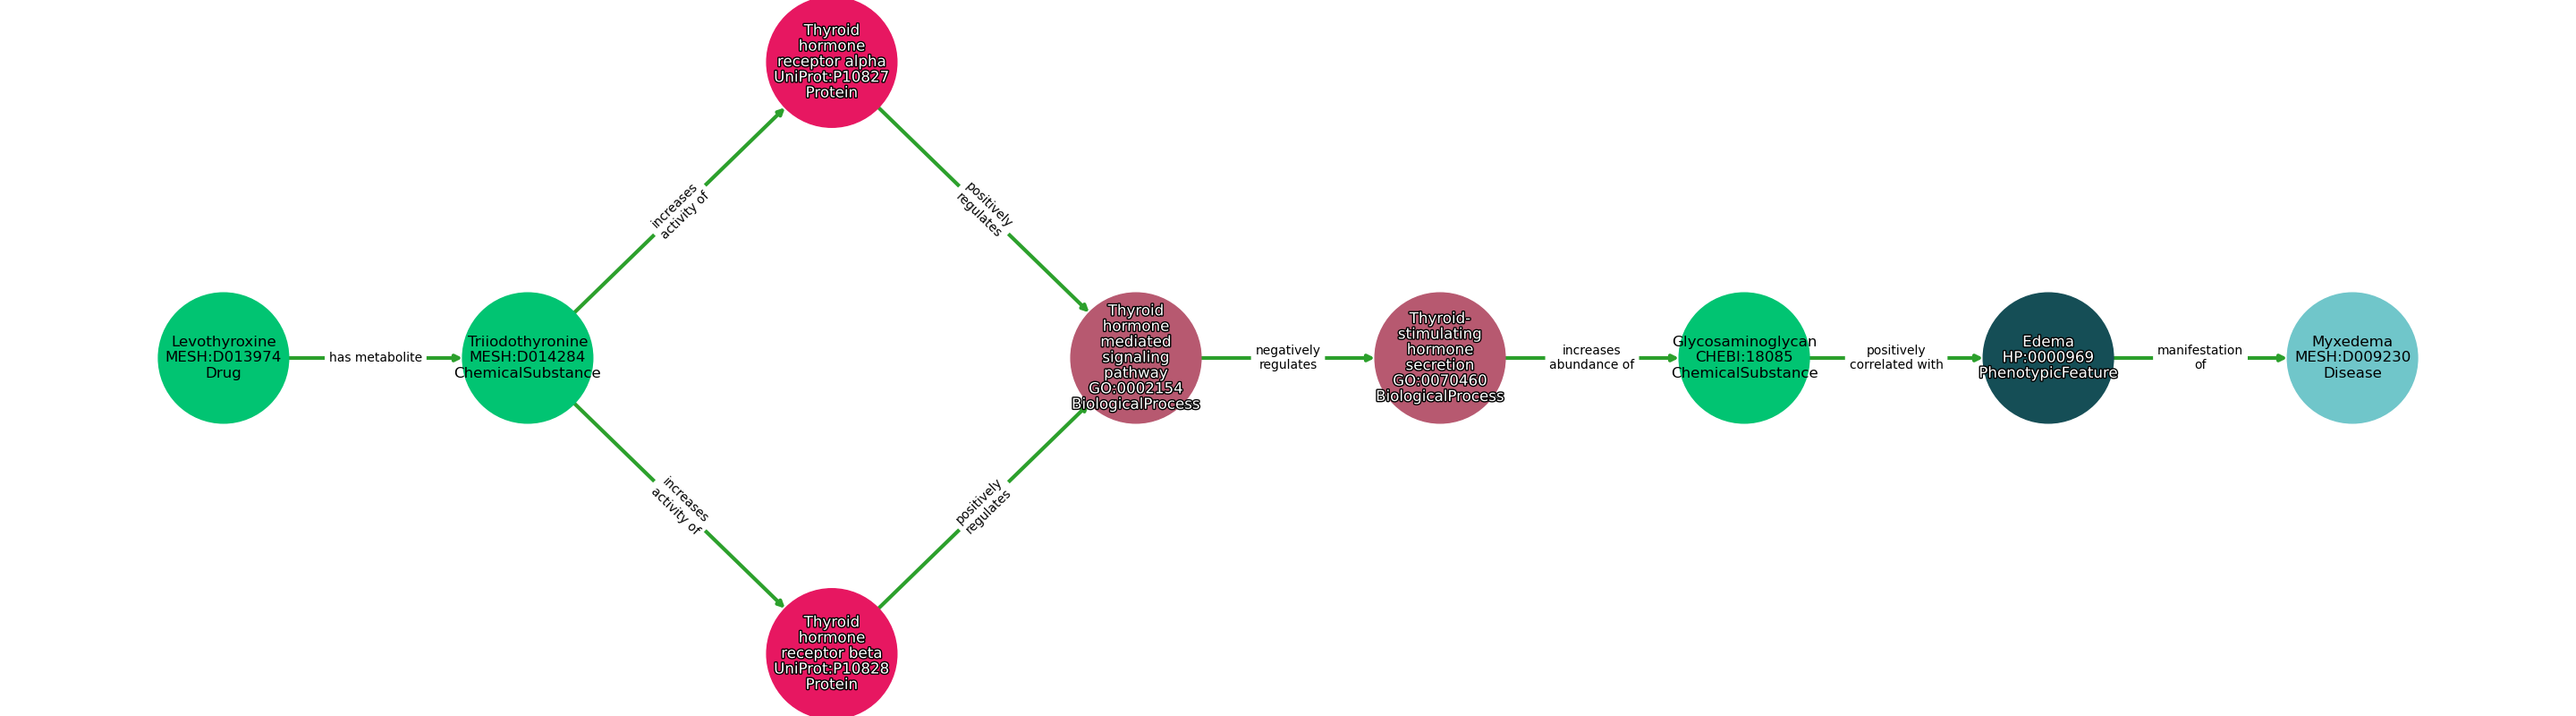 Thyroid
hormone
receptor alpha
UniProt:P10827
Protein
increases
activity of
positively
regulates
Levothyroxine
MESH:D013974
Drug
has metabolite
Triiodothyronine
MESH:D014284
ChemicalSubstance
Thyroid
hormone
mediated
signaling
pathway
GO:0002154
BiologicalProcess
negatively
regulates
Thyroid-
stimulating
hormone
secretion
GO:0070460
BiologicalProcess
increases
abundance of
Glycosaminoglycan
CHEBI:18085
ChemicalSubstance
positively
correlated with
Edema
HP:0000969
PhenotypicFeature
manifestation
of
Myxedema
MESH:D009230
Disease
increases
activity of
positively
regulates
Thyroid
hormone
receptor beta
UniProt:P10828
Protein